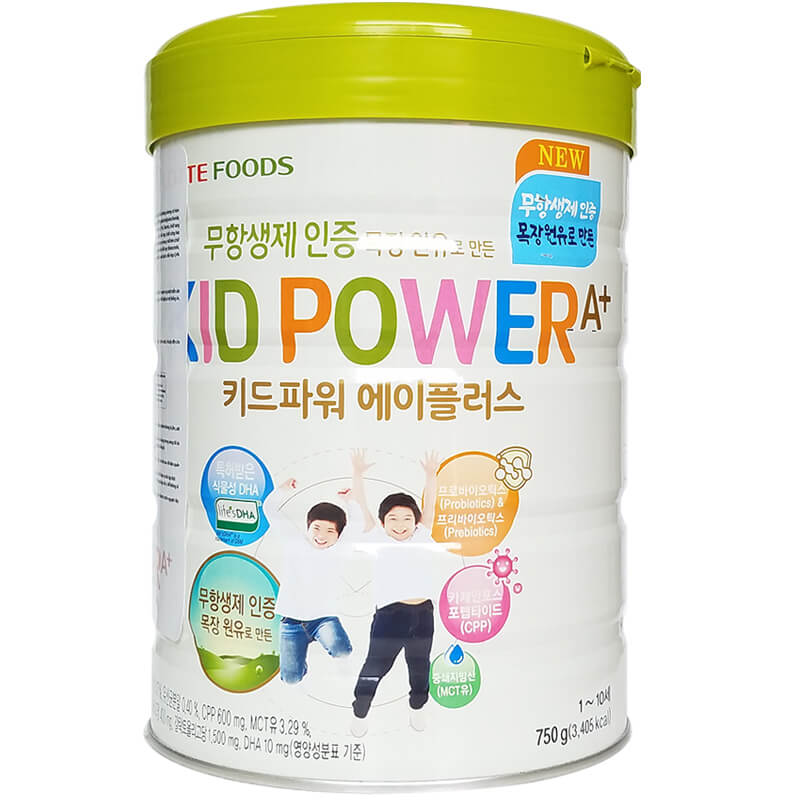 TE FOODS
NEW
무항생제 인증
목장 원유로 만든
무항생제 인증 목장 원유로 만든
KID POWER A+
키드파워 에이플러스
특허받은
식물성 DHA
life'sDHA
프로바이오틱스
(Probiotics) &
프리바이오틱스
(Prebiotics)
무항생제 인증
목장 원유로 만든
카제인포스
포펩타이드
(CPP)
중쇄지방산
(MCT유)
A+
0.40 %, CPP 600 mg, MCT유 3.29 %,
1,500 mg, DHA 10 mg (영양성분표 기준)
1 ~ 10세
750 g (3,405 kcal)